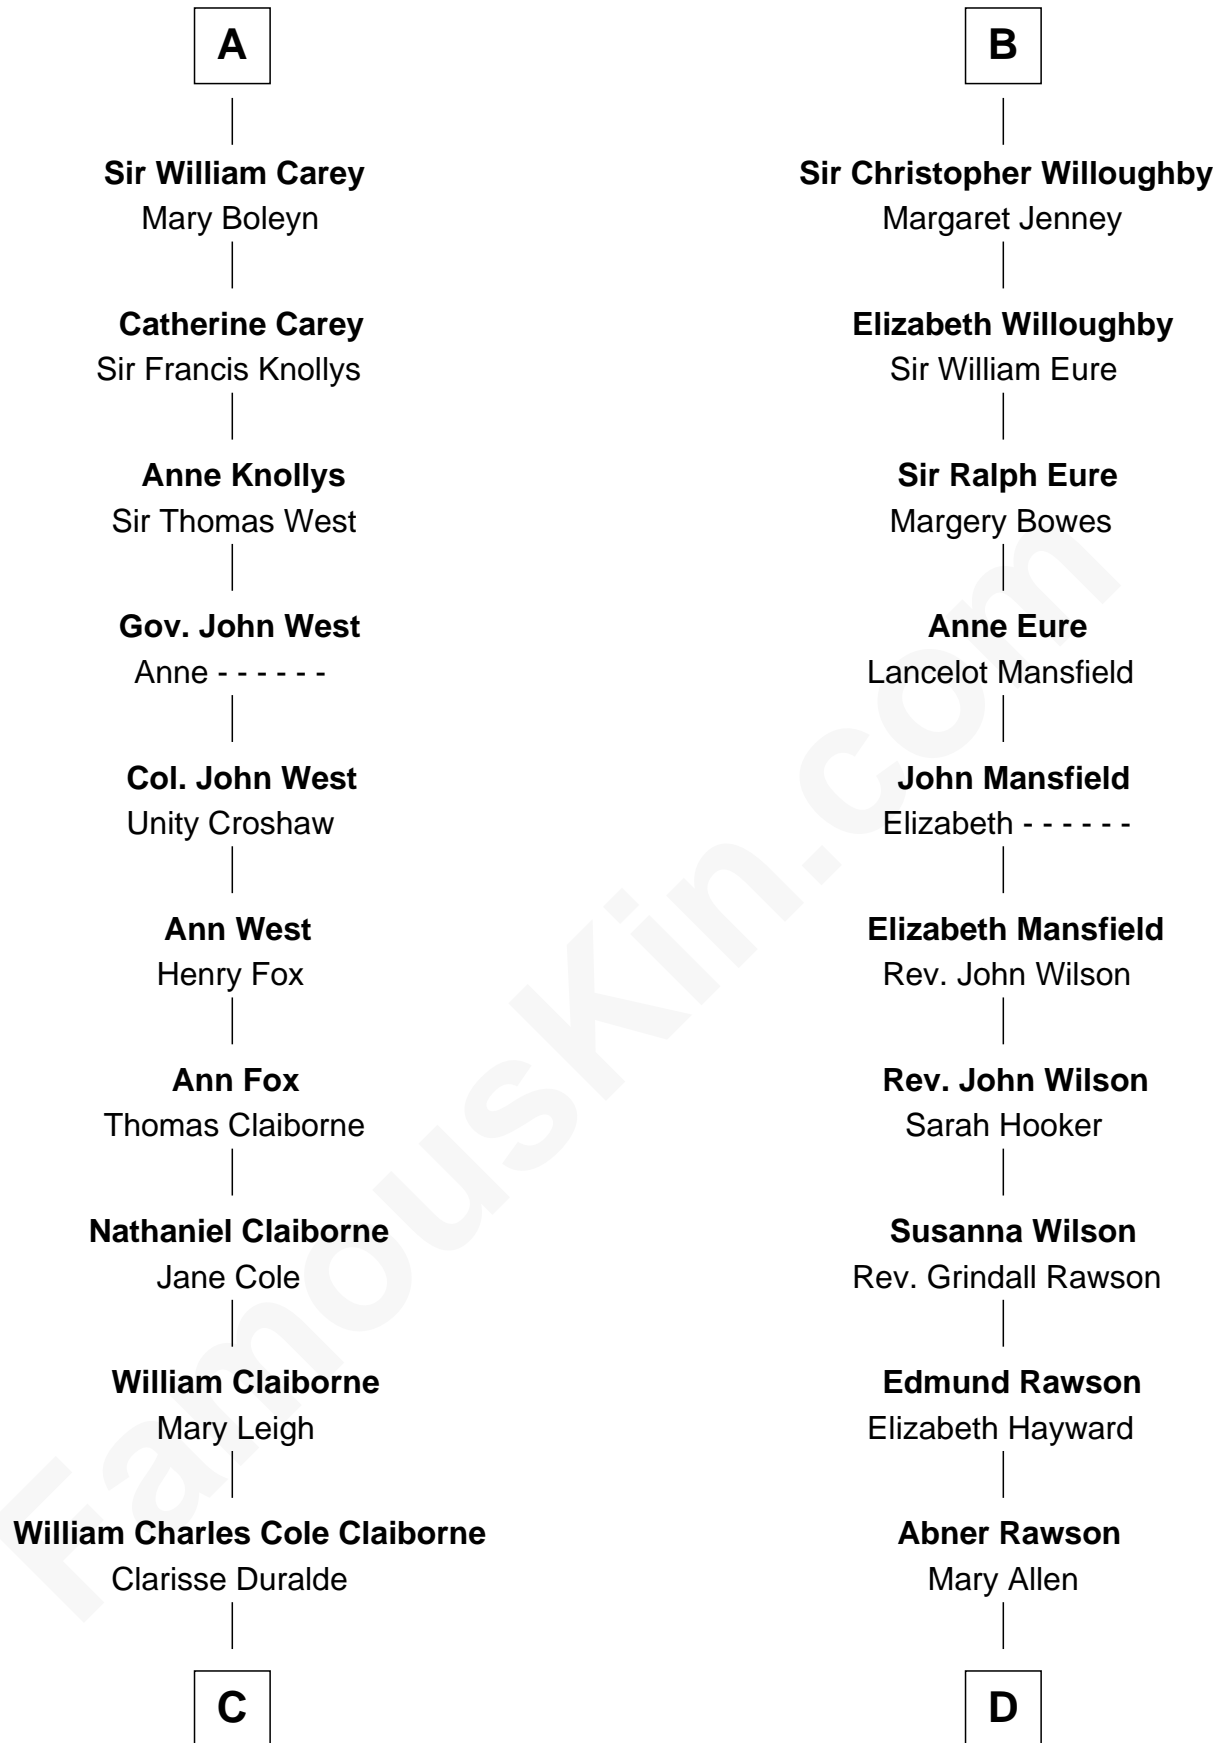 A
Sir William Carey
Mary Boleyn
Catherine Carey
Sir Francis Knollys
Anne Knollys
Sir Thomas West
Gov. John West
Anne - - - - - -
Col. John West
Unity Croshaw
Ann West
Henry Fox
Ann Fox
Thomas Claiborne
Nathaniel Claiborne
Jane Cole
William Claiborne
Mary Leigh
William Charles Cole Claiborne
Clarisse Duralde
C
B
Sir Christopher Willoughby
Margaret Jenney
Elizabeth Willoughby
Sir William Eure
Sir Ralph Eure
Margery Bowes
Anne Eure
Lancelot Mansfield
John Mansfield
Elizabeth - - - - - -
Elizabeth Mansfield
Rev. John Wilson
Rev. John Wilson
Sarah Hooker
Susanna Wilson
Rev. Grindall Rawson
Edmund Rawson
Elizabeth Hayward
Abner Rawson
Mary Allen
D
FamousKin.com